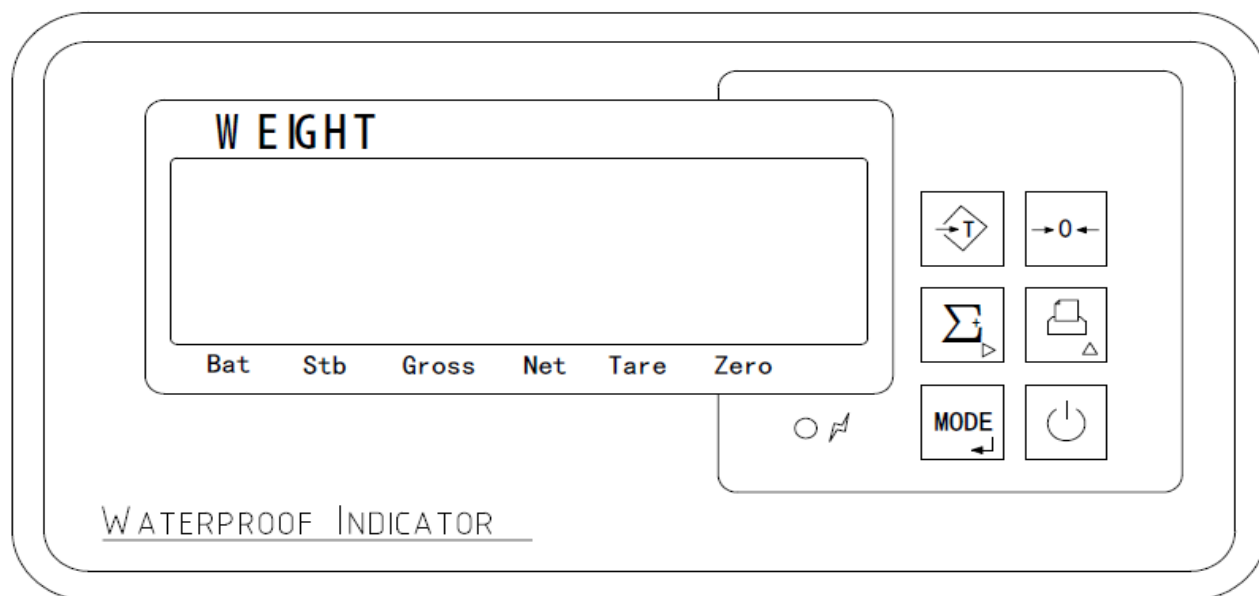 WEIGHT
T
→0←
Σ+
Bat Stb Gross Net Tare Zero
MODE
WATERPROOF INDICATOR